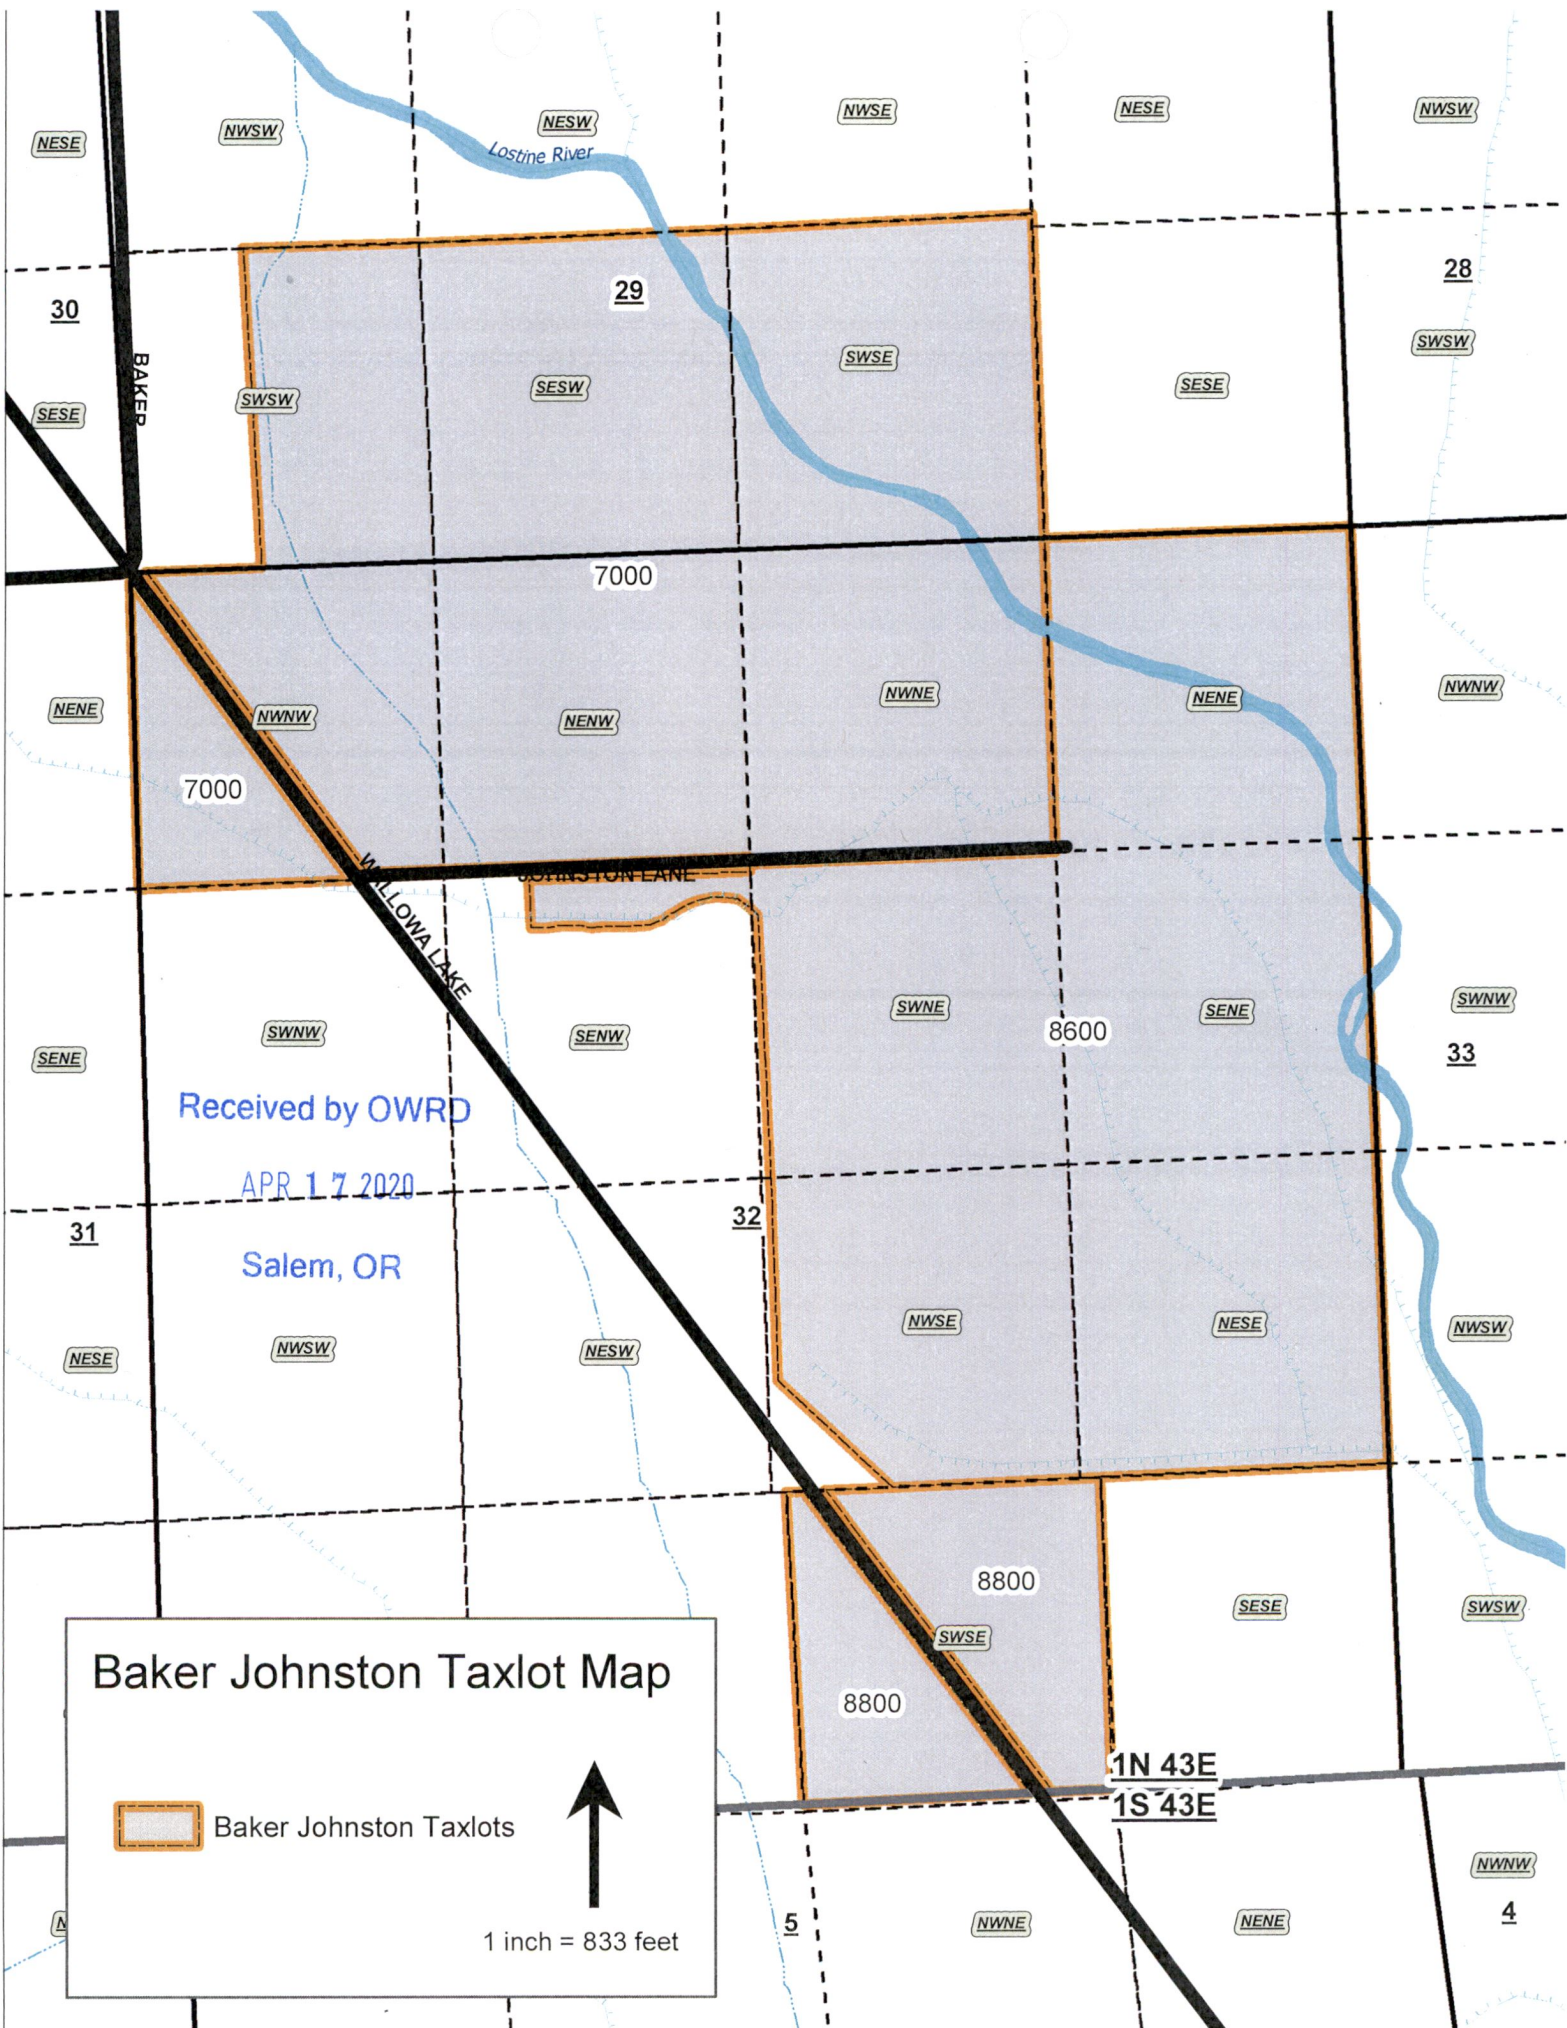 NESE
NWSW
NESW
NWSE
NESE
NWSW
Lostine River
30
29
28
BAKER
SESE
SWSW
SESW
SWSE
SESE
SWSW
7000
NENE
NWNW
NENW
NWNE
NENE
NWNW
7000
JOHNSTON LANE
WALLOWA LAKE
SENE
SWNW
SENW
SWNE
8600
SENE
SWNW
33
Received by OWRD
APR 17 2020
Salem, OR
31
32
NESE
NWSW
NESW
NWSE
NESE
NWSW
8800
SWSE
8800
SESE
SWSW
Baker Johnston Taxlot Map
Baker Johnston Taxlots
1 inch = 833 feet
1N 43E
1S 43E
5
NWNE
NENE
NWNW
4